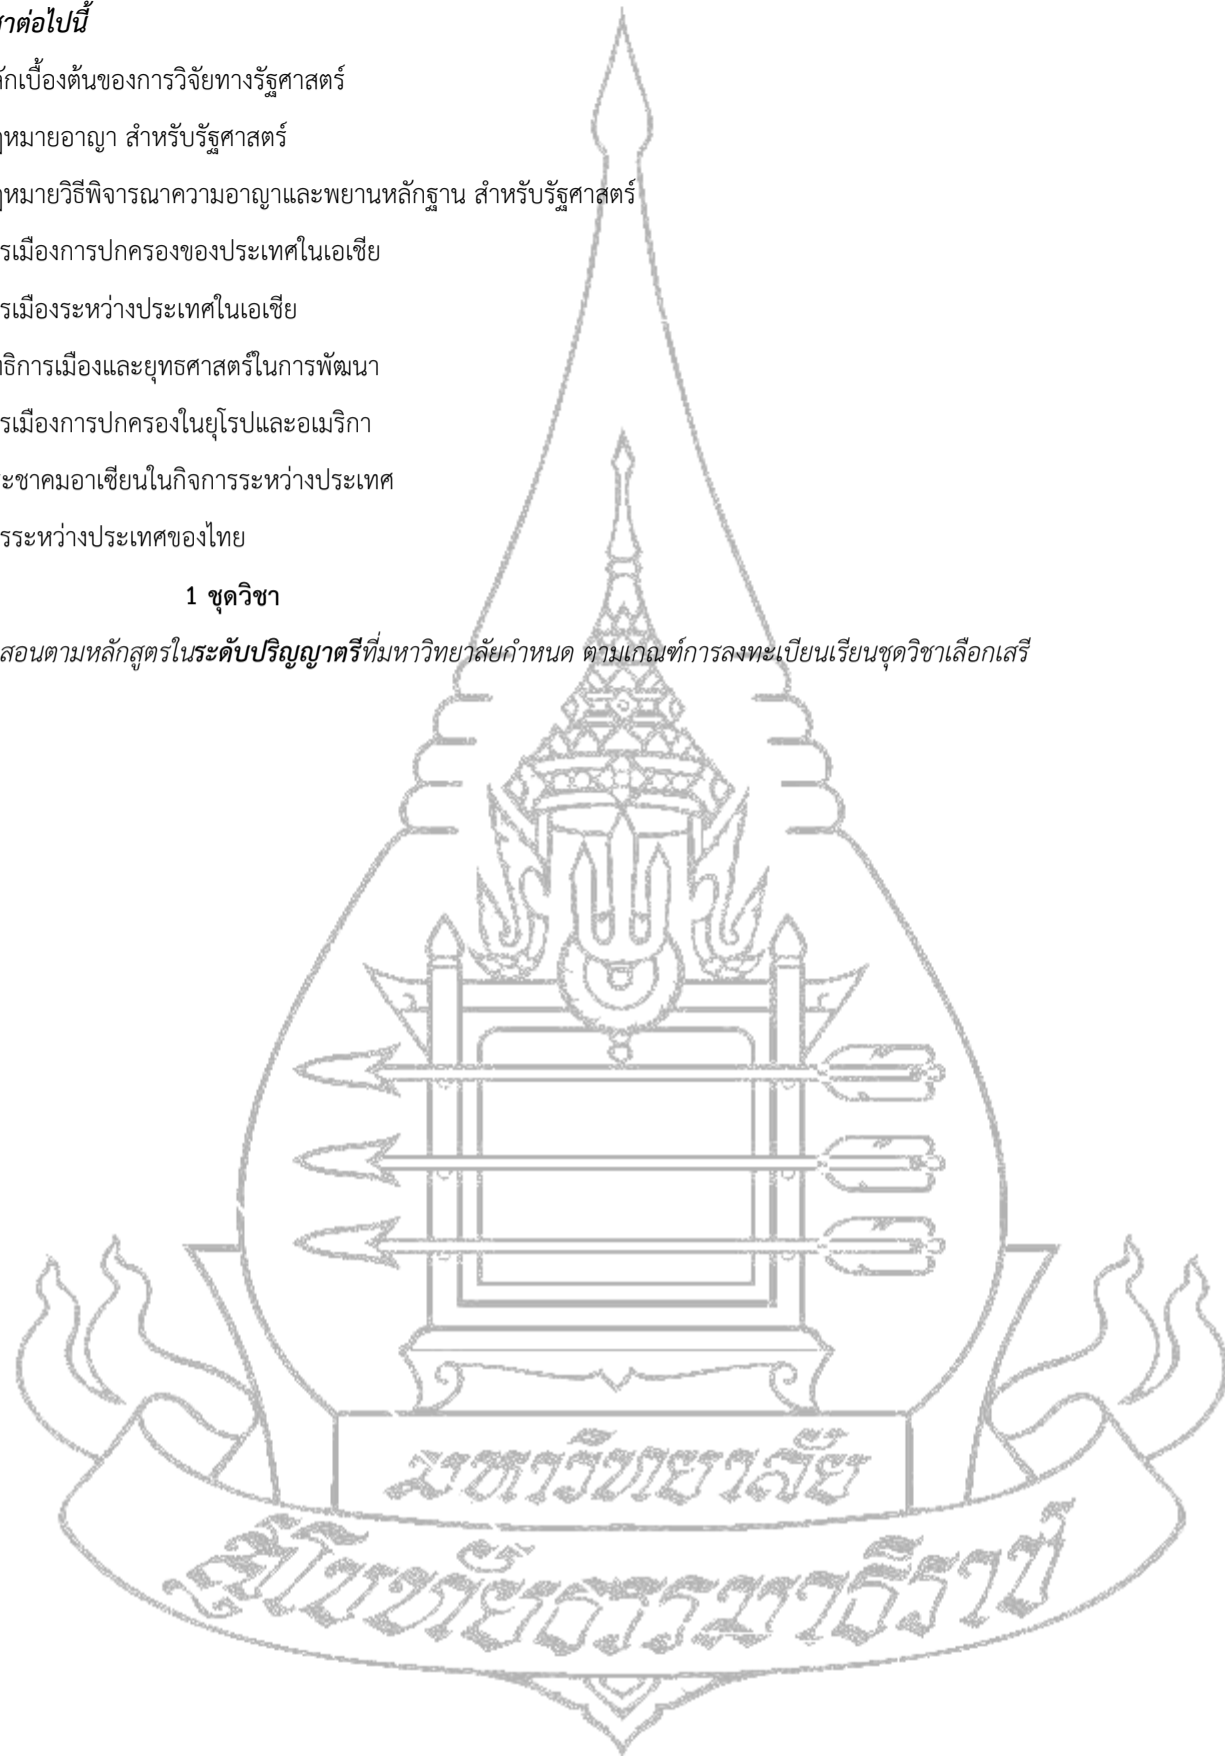 าต่อไปนี้
ลักเบื้องต้นของการวิจัยทางรัฐศาสตร์
ฎหมายอาญา สำหรับรัฐศาสตร์
ฎหมายวิธีพิจารณาความอาญาและพยานหลักฐาน สำหรับรัฐศาสตร์
รเมืองการปกครองของประเทศในเอเชีย
รเมืองระหว่างประเทศในเอเชีย
ทธิการเมืองและยุทธศาสตร์ในการพัฒนา
รเมืองการปกครองในยุโรปและอเมริกา
ะชาคมอาเซียนในกิจการระหว่างประเทศ
รระหว่างประเทศของไทย
1 ชุดวิชา
สอนตามหลักสูตรในระดับปริญญาตรีที่มหาวิทยาลัยกำหนด ตามเกณฑ์การลงทะเบียนเรียนชุดวิชาเลือกเสรี
มหาวิทยาลัย
สุโขทัยธรรมาธิราช